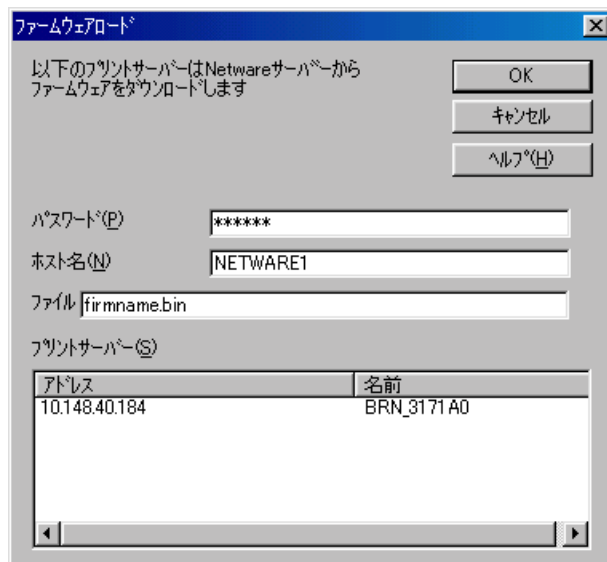 ファームウェアロード
以下のプリントサーバーはNetwareサーバーから
ファームウェアをダウンロードします
OK
キャンセル
ヘルプ(H)
パスワード(P)
******
ホスト名(N)
NETWARE1
ファイル firmname.bin
プリントサーバー(S)
アドレス 名前
10.148.40.184 BRN_3171A0